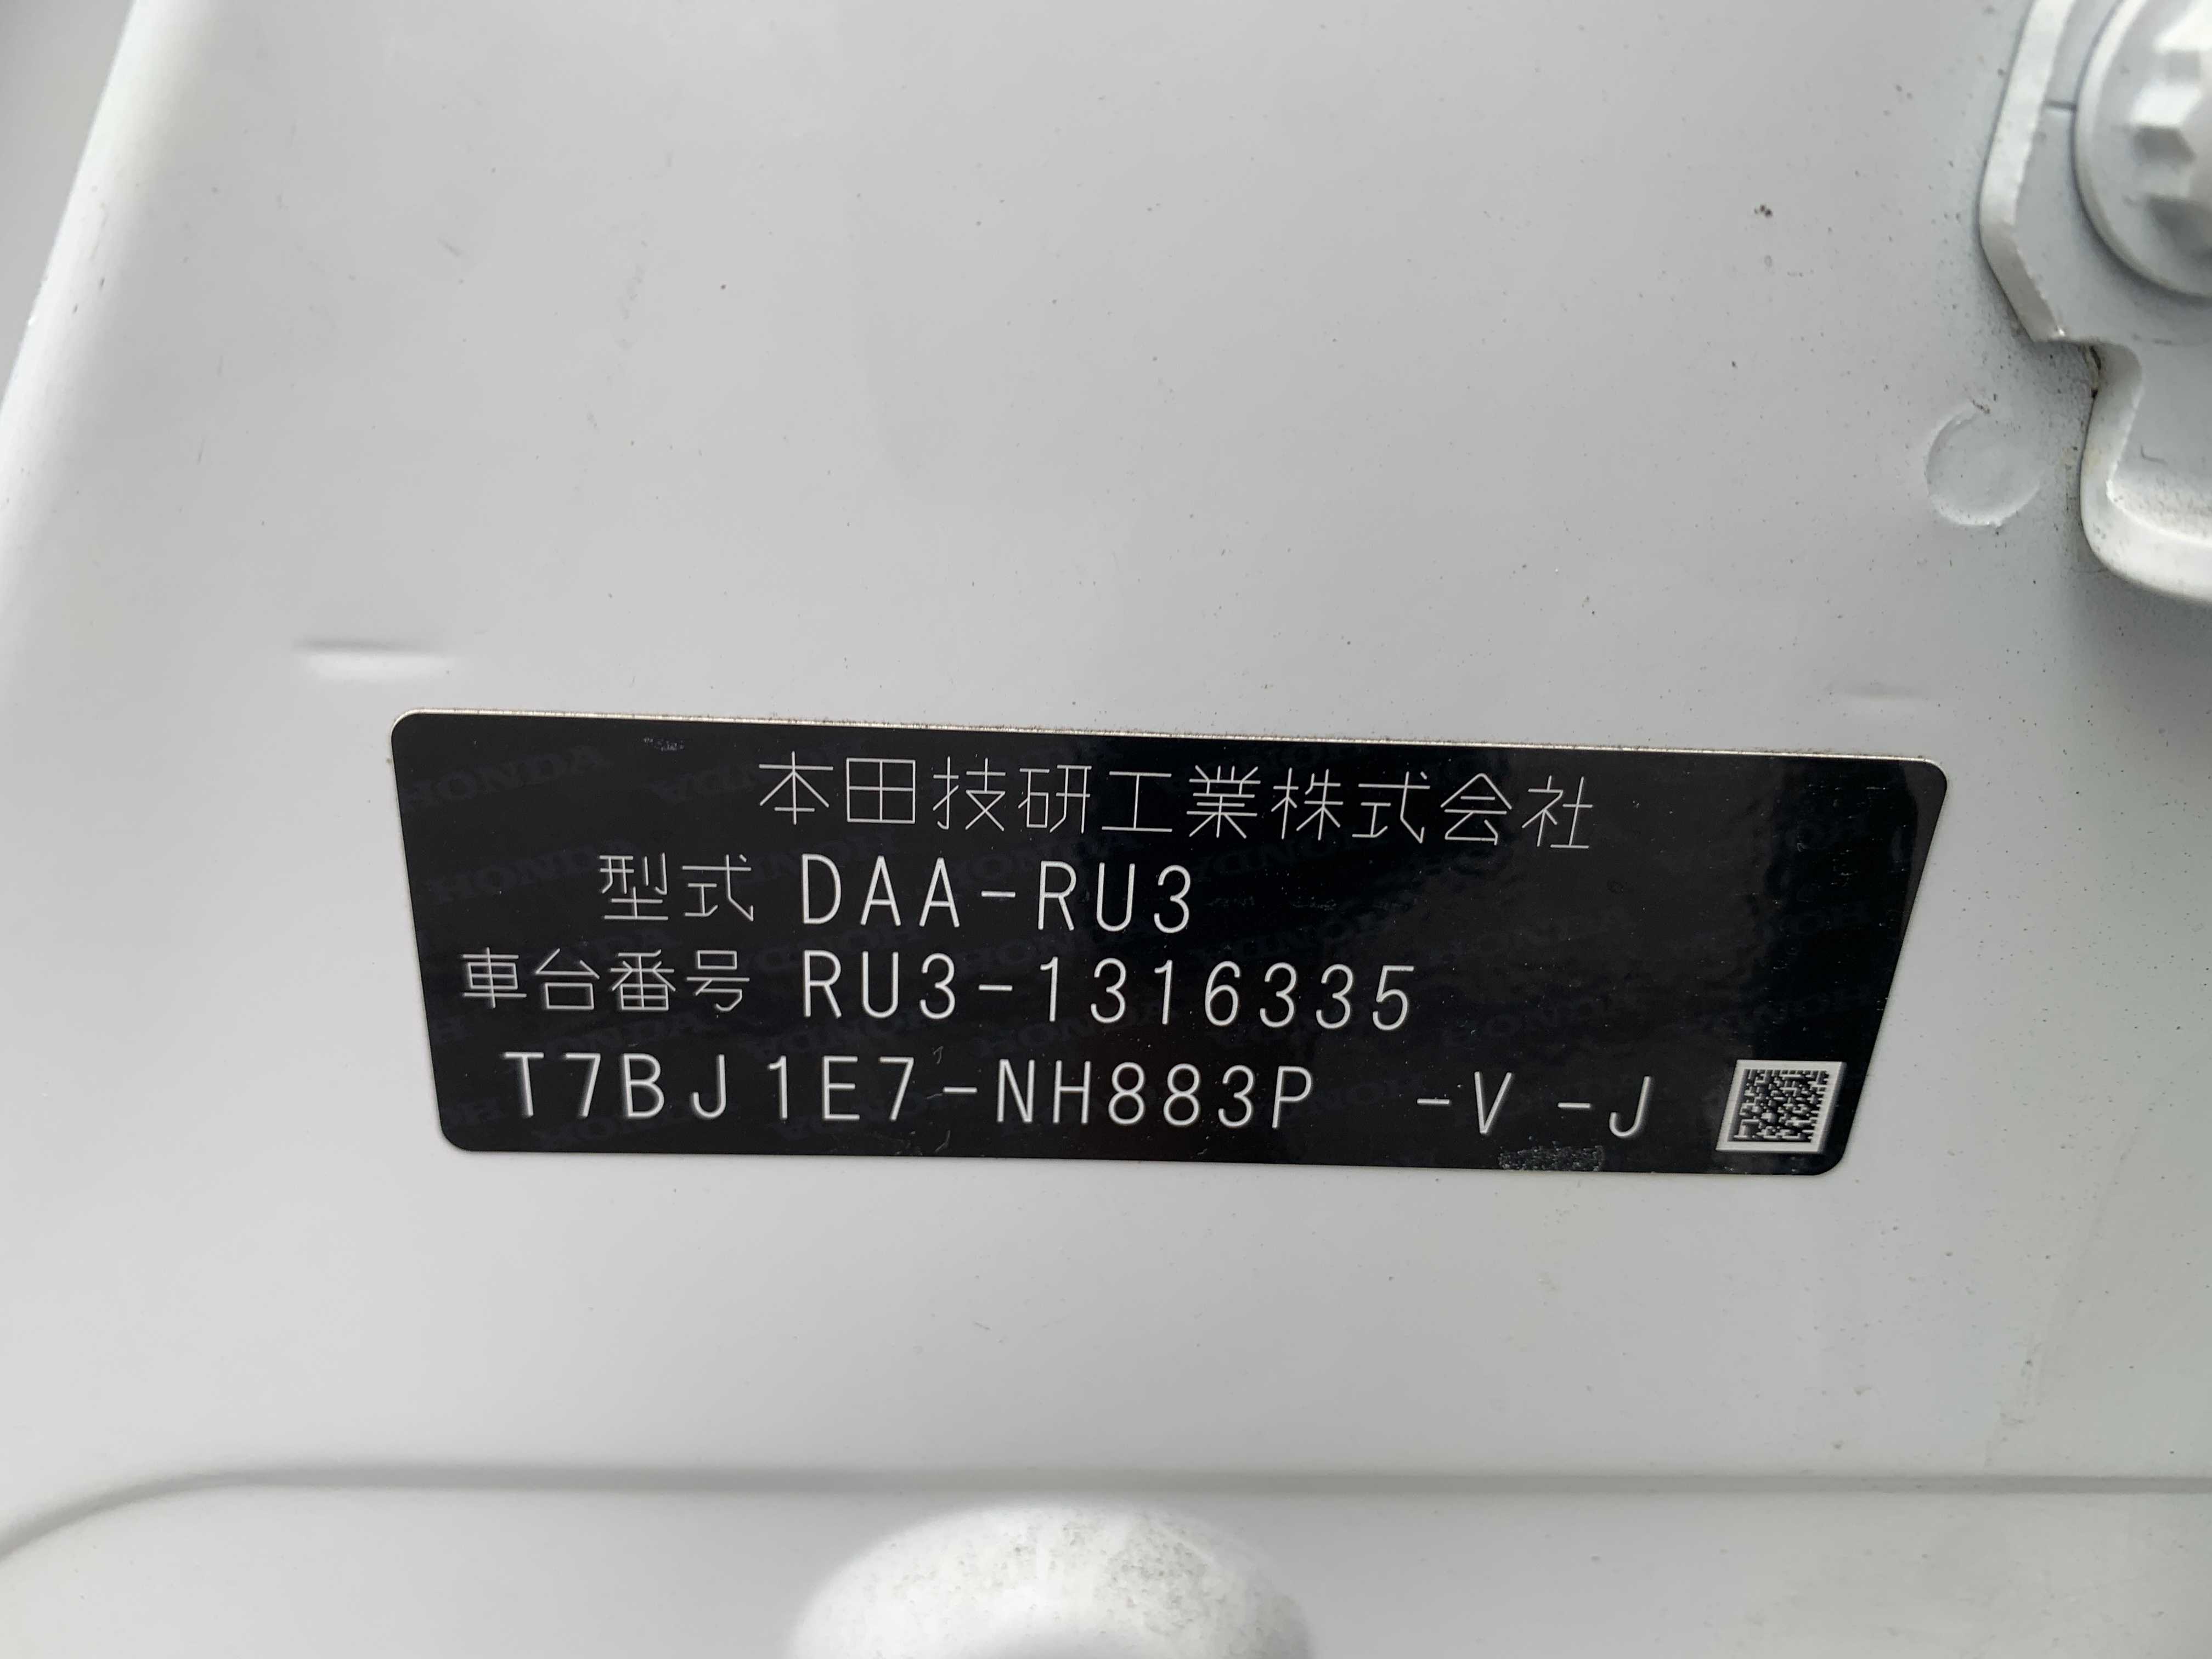 本田技研工業株式会社
型式 DAA-RU3
車台番号 RU3-1316335
T7BJ1E7-NH883P -V -J